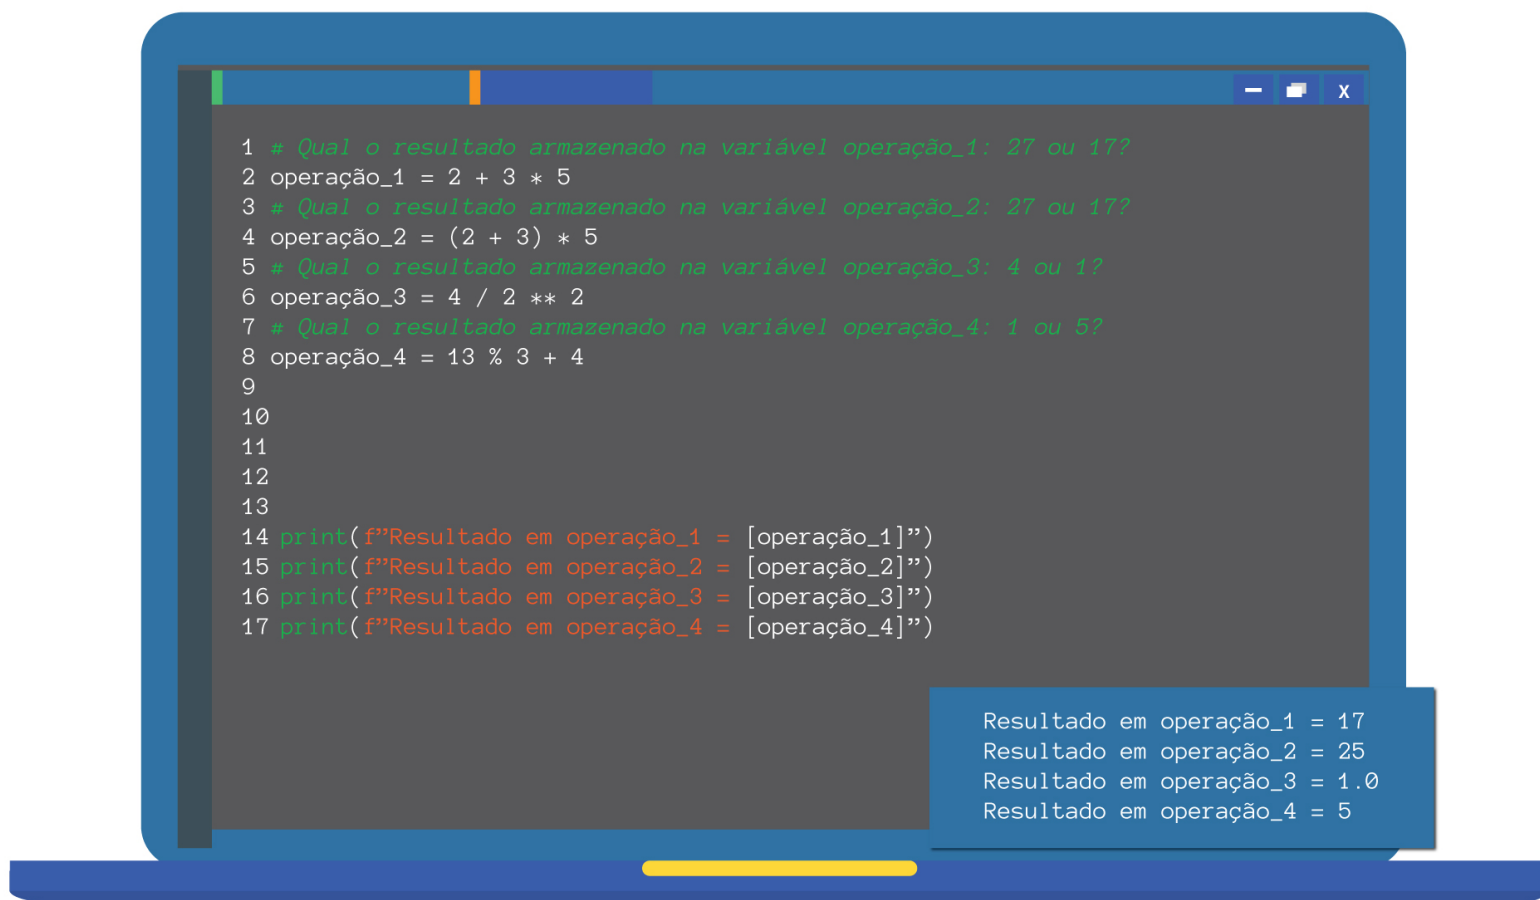 X
1 # Qual o resultado armazenado na variável operação_1: 27 ou 17?
2 operação_1 = 2 + 3 * 5
3 # Qual o resultado armazenado na variável operação_2: 27 ou 17?
4 operação_2 = (2 + 3) * 5
5 # Qual o resultado armazenado na variável operação_3: 4 ou 1?
6 operação_3 = 4 / 2 ** 2
7 # Qual o resultado armazenado na variável operação_4: 1 ou 5?
8 operação_4 = 13 % 3 + 4
9
10
11
12
13
14 print(f”Resultado em operação_1 = [operação_1]”)
15 print(f”Resultado em operação_2 = [operação_2]”)
16 print(f”Resultado em operação_3 = [operação_3]”)
17 print(f”Resultado em operação_4 = [operação_4]”)
Resultado em operação_1 = 17
Resultado em operação_2 = 25
Resultado em operação_3 = 1.0
Resultado em operação_4 = 5